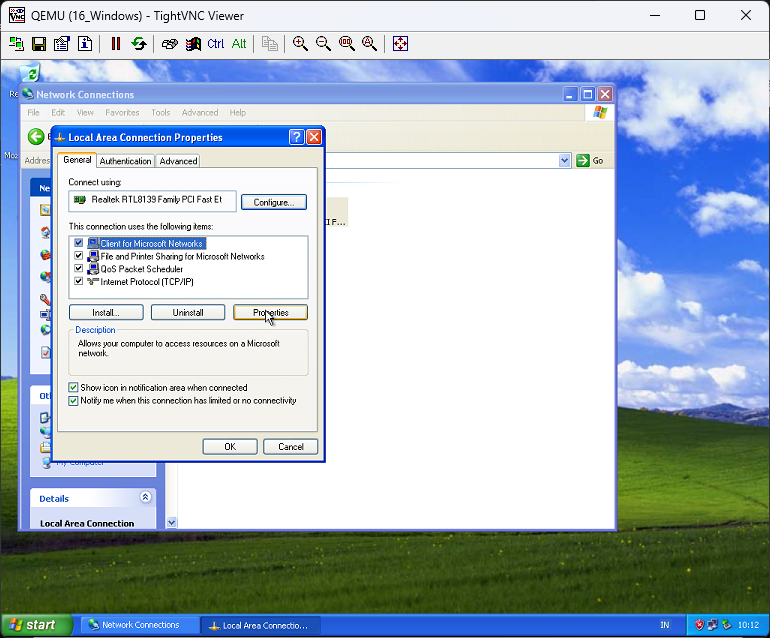 QEMU (16_Windows) - TightVNC Viewer
Ctrl Alt
Network Connections
File Edit View Favorites Tools Advanced Help
Addres
Go
Local Area Connection Properties
General Authentication Advanced
Connect using:
Realtek RTL8139 Family PCI Fast Et
Configure...
This connection uses the following items:
Client for Microsoft Networks
File and Printer Sharing for Microsoft Networks
QoS Packet Scheduler
Internet Protocol (TCP/IP)
Install... Uninstall Properties
Description
Allows your computer to access resources on a Microsoft
network.
Show icon in notification area when connected
Notify me when this connection has limited or no connectivity
OK Cancel
My Computer
Details
Local Area Connection
start Network Connections Local Area Connectio... IN 10:12